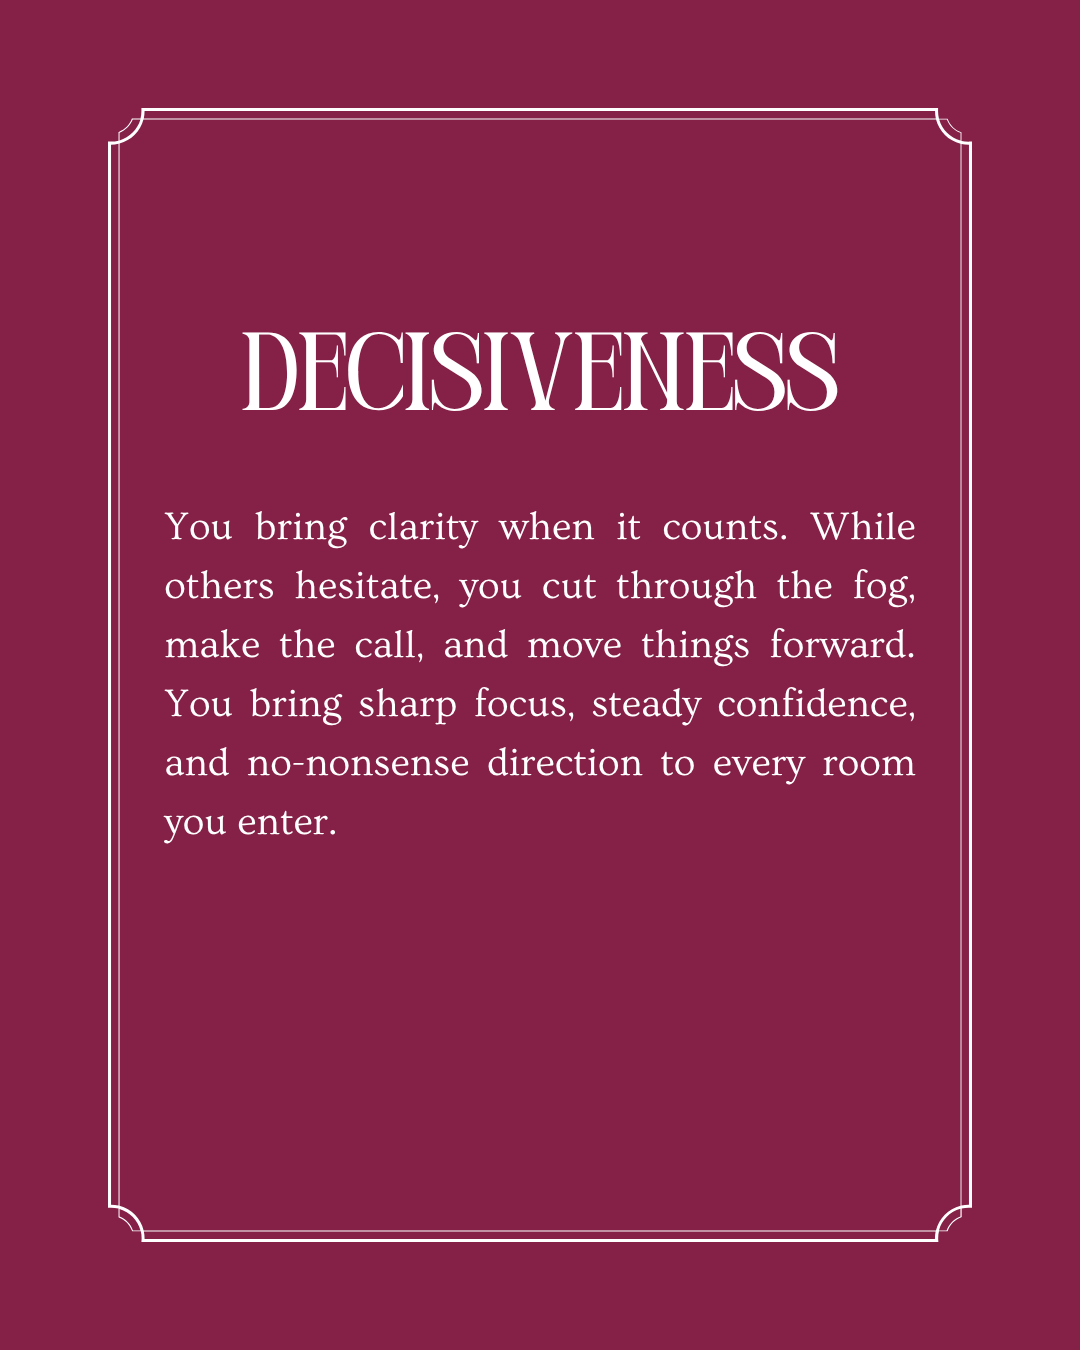 DECISIVENESS
You bring clarity when it counts. While
others hesitate, you cut through the fog,
make the call, and move things forward.
You bring sharp focus, steady confidence,
and no-nonsense direction to every room
you enter.